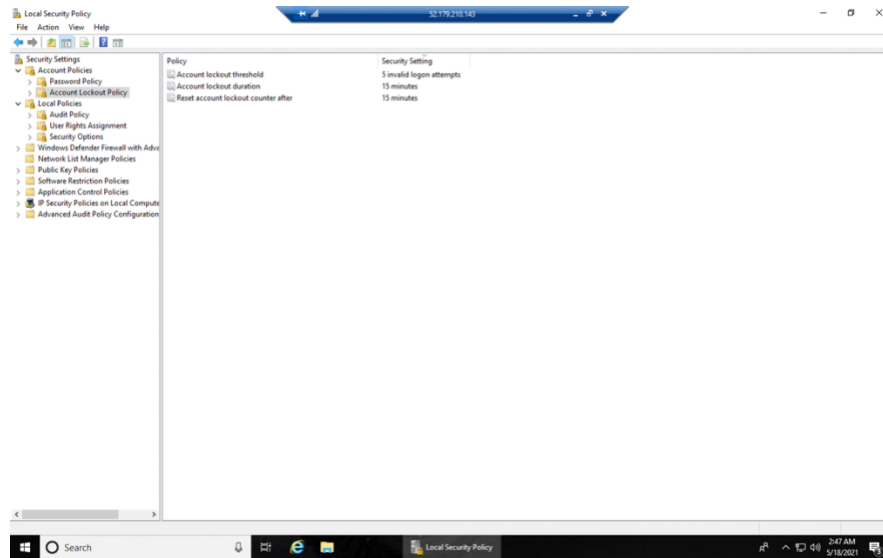 Local Security Policy
52.179.210.143
File Action View Help
Security Settings
Account Policies
Password Policy
Account Lockout Policy
Local Policies
Audit Policy
User Rights Assignment
Security Options
Windows Defender Firewall with Adva
Network List Manager Policies
Public Key Policies
Software Restriction Policies
Application Control Policies
IP Security Policies on Local Compute
Advanced Audit Policy Configuration
Policy Security Setting
Account lockout threshold 5 invalid logon attempts
Account lockout duration 15 minutes
Reset account lockout counter after 15 minutes
Search
Local Security Policy
2:47 AM
5/18/2021